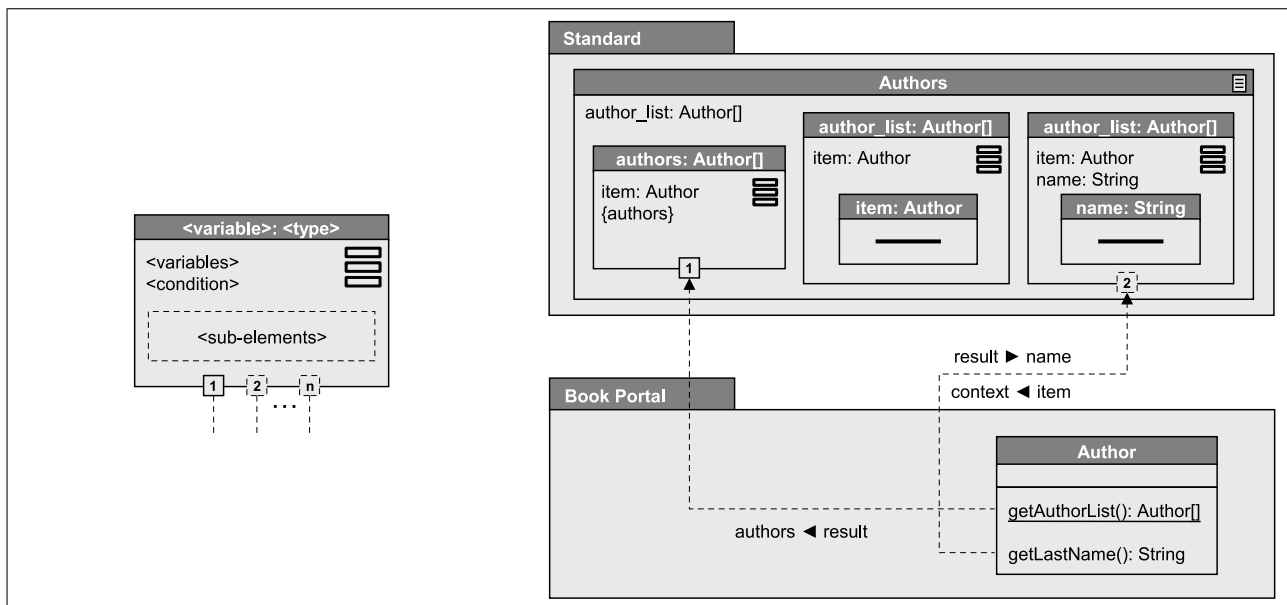 <variable>: <type>
<variables>
<condition>
<sub-elements>
1 2 n
...
Standard
Authors
author_list: Author[]
authors: Author[]
item: Author
{authors}
1
author_list: Author[]
item: Author
item: Author
author_list: Author[]
item: Author
name: String
name: String
2
result ► name
context ◄ item
Book Portal
authors ◄ result
Author
getAuthorList(): Author[]
getLastName(): String